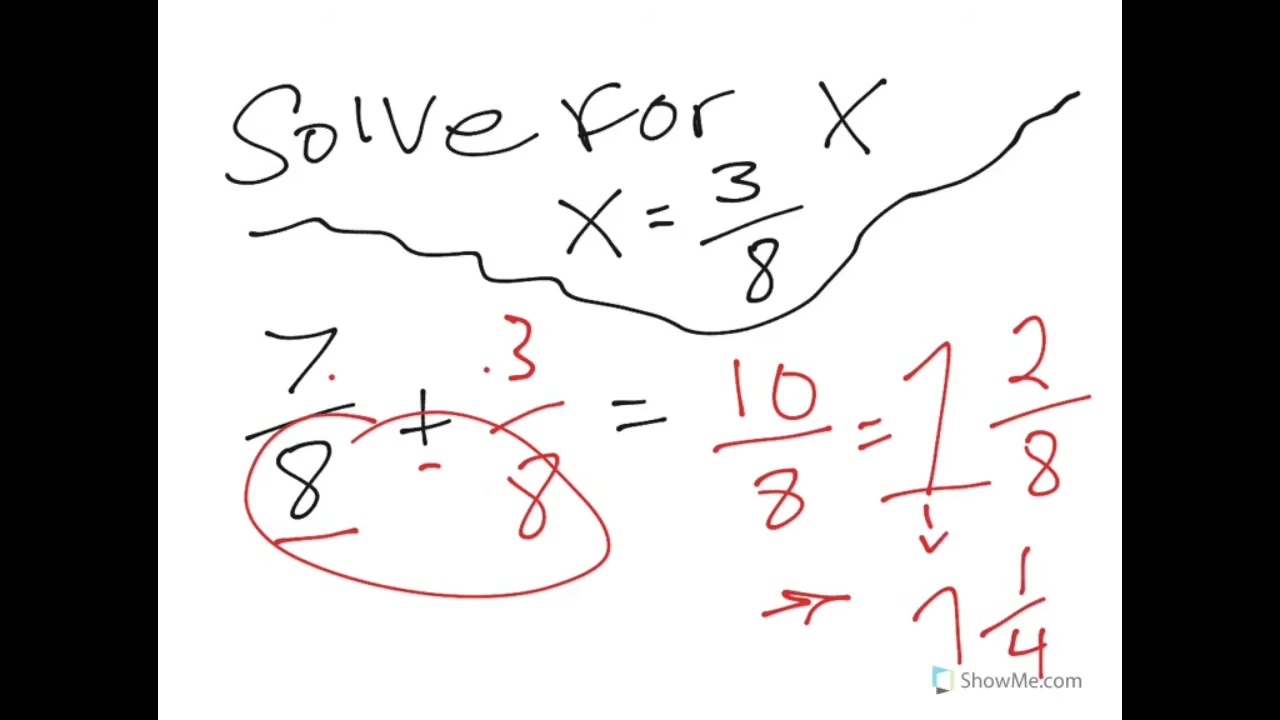 Solve for x
x = 3/8
7/8 + 3/8 = 10/8 = 1 2/8
1 1/4
ShowMe.com